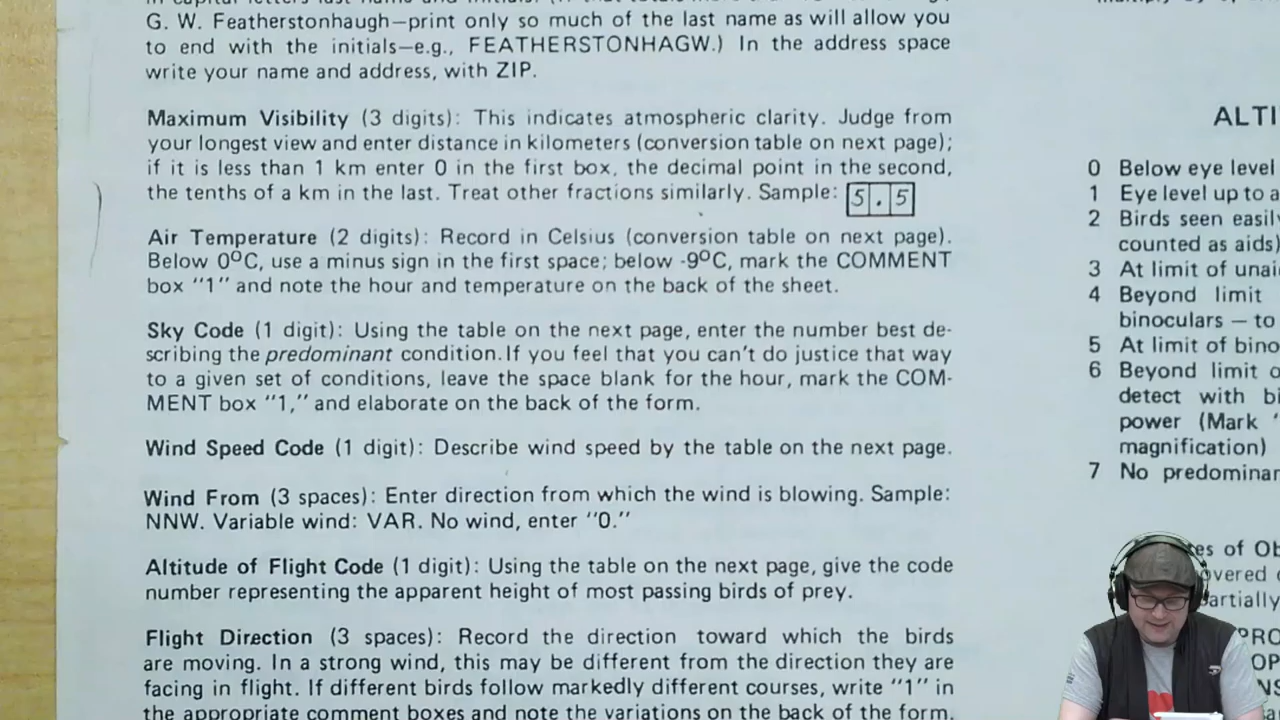 G. W. Featherstonhaugh—print only so much of the last name as will allow you
to end with the initials—e.g., FEATHERSTONHAGW.) In the address space
write your name and address, with ZIP.
Maximum Visibility (3 digits): This indicates atmospheric clarity. Judge from
your longest view and enter distance in kilometers (conversion table on next page);
if it is less than 1 km enter 0 in the first box, the decimal point in the second,
the tenths of a km in the last. Treat other fractions similarly. Sample: 5 . 5
Air Temperature (2 digits): Record in Celsius (conversion table on next page).
Below 0°C, use a minus sign in the first space; below -9°C, mark the COMMENT
box "1" and note the hour and temperature on the back of the sheet.
Sky Code (1 digit): Using the table on the next page, enter the number best de-
scribing the predominant condition. If you feel that you can't do justice that way
to a given set of conditions, leave the space blank for the hour, mark the COM-
MENT box "1," and elaborate on the back of the form.
Wind Speed Code (1 digit): Describe wind speed by the table on the next page.
Wind From (3 spaces): Enter direction from which the wind is blowing. Sample:
NNW. Variable wind: VAR. No wind, enter "0."
Altitude of Flight Code (1 digit): Using the table on the next page, give the code
number representing the apparent height of most passing birds of prey.
Flight Direction (3 spaces): Record the direction toward which the birds
are moving. In a strong wind, this may be different from the direction they are
facing in flight. If different birds follow markedly different courses, write "1" in
the appropriate comment boxes and note the variations on the back of the form.
ALTI
0 Below eye level
1 Eye level up to a
2 Birds seen easily
counted as aids)
3 At limit of unai
4 Beyond limit
binoculars — to
5 At limit of bino
6 Beyond limit o
detect with bi
power (Mark "
magnification)
7 No predominan
es of Ob
overed
artially
PRO
OP
NS